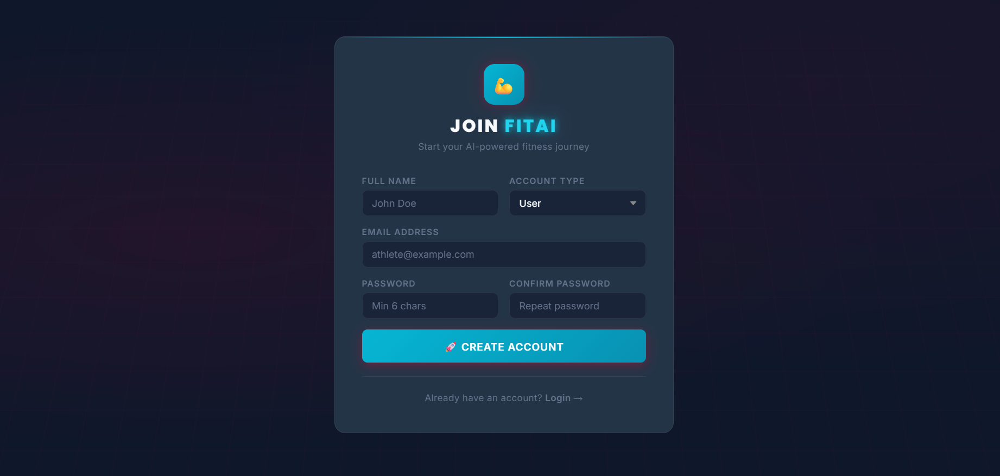 JOIN FITAI
Start your AI-powered fitness journey
FULL NAME
ACCOUNT TYPE
John Doe
User
EMAIL ADDRESS
athlete@example.com
PASSWORD
CONFIRM PASSWORD
Min 6 chars
Repeat password
🚀 CREATE ACCOUNT
Already have an account? Login →